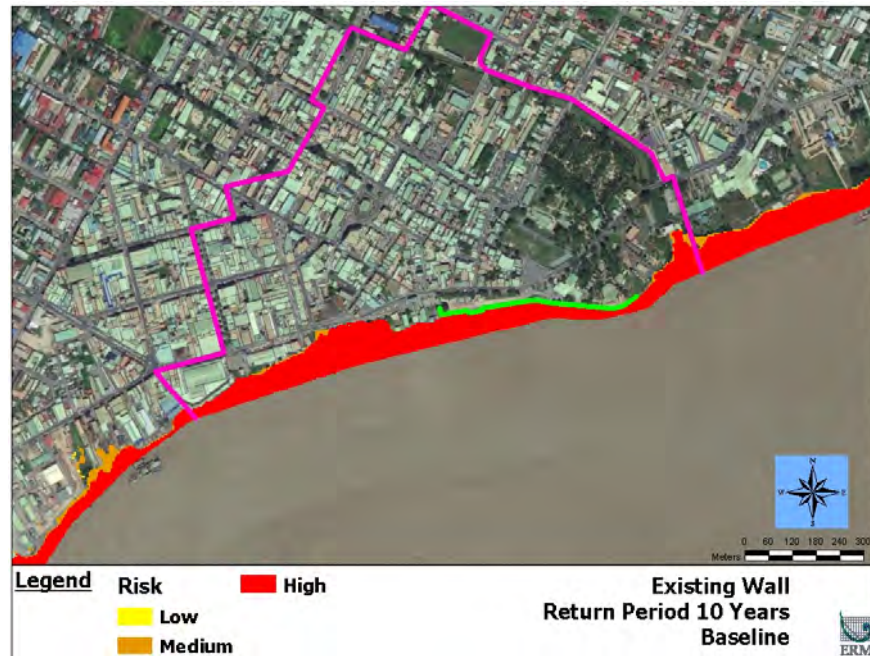 N
W
E
S
0 60 120 180 240 300
Meters
Legend
Risk
High
Low
Medium
Existing Wall
Return Period 10 Years
Baseline
ERM